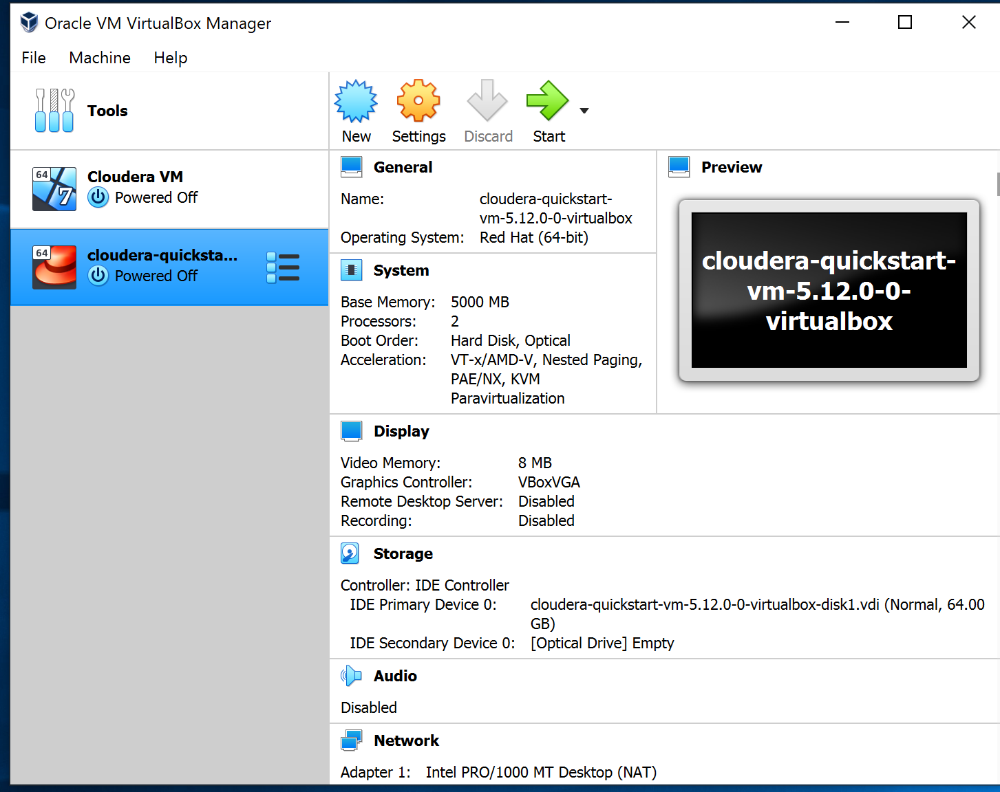 Oracle VM VirtualBox Manager
File Machine Help
Tools
New Settings Discard Start
64 Cloudera VM
7 Powered Off
64 cloudera-quicksta...
Powered Off
General
Name: cloudera-quickstart-
vm-5.12.0-0-virtualbox
Operating System: Red Hat (64-bit)
Preview
cloudera-quickstart-
vm-5.12.0-0-
virtualbox
System
Base Memory: 5000 MB
Processors: 2
Boot Order: Hard Disk, Optical
Acceleration: VT-x/AMD-V, Nested Paging,
PAE/NX, KVM
Paravirtualization
Display
Video Memory: 8 MB
Graphics Controller: VBoxVGA
Remote Desktop Server: Disabled
Recording: Disabled
Storage
Controller: IDE Controller
IDE Primary Device 0: cloudera-quickstart-vm-5.12.0-0-virtualbox-disk1.vdi (Normal, 64.00
GB)
IDE Secondary Device 0: [Optical Drive] Empty
Audio
Disabled
Network
Adapter 1: Intel PRO/1000 MT Desktop (NAT)